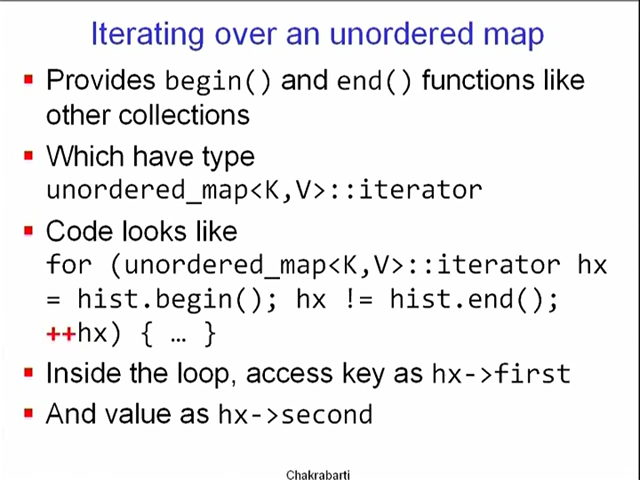 Iterating over an unordered map
Provides begin() and end() functions like
other collections
Which have type
unordered_map<K,V>::iterator
Code looks like
for (unordered_map<K,V>::iterator hx
= hist.begin(); hx != hist.end();
++hx) { … }
Inside the loop, access key as hx->first
And value as hx->second
Chakrabarti